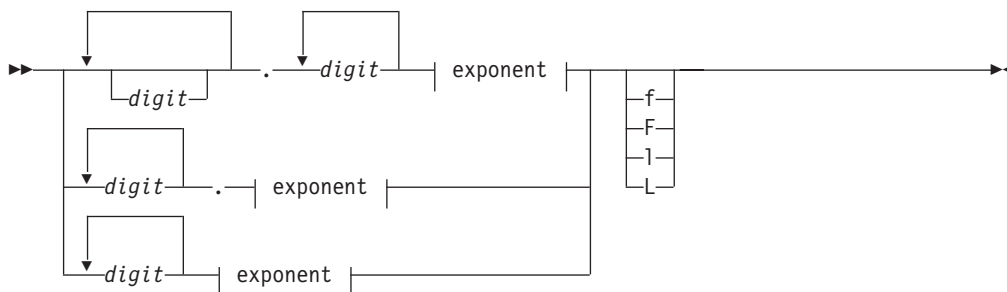 . digit exponent
digit
f
F
l
digit . exponent
L
digit exponent